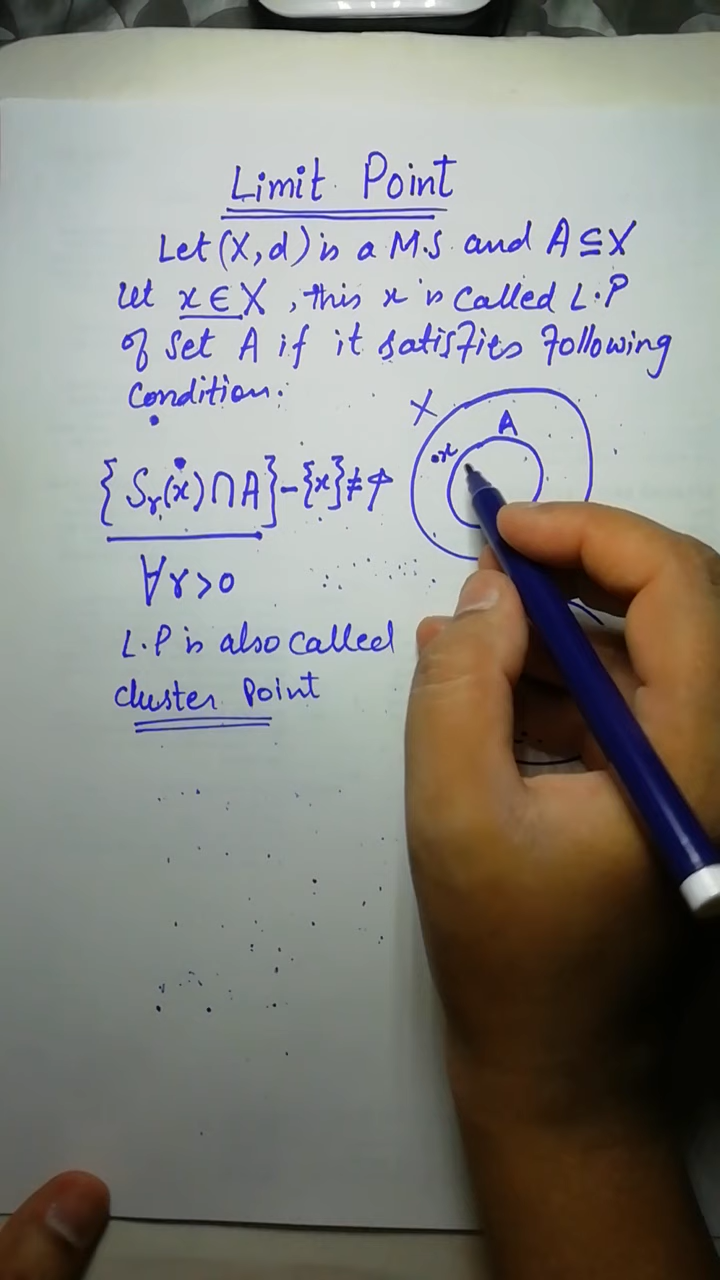 Limit Point
Let (X,d) is a M.S. and A⊆X
Let x∈X, this x is called L.P
of Set A if it satisfies following
condition.
X
A
x
{Sᵣ(x)∩A}-{x}≠ϕ
∀r>0
L.P is also called
cluster Point